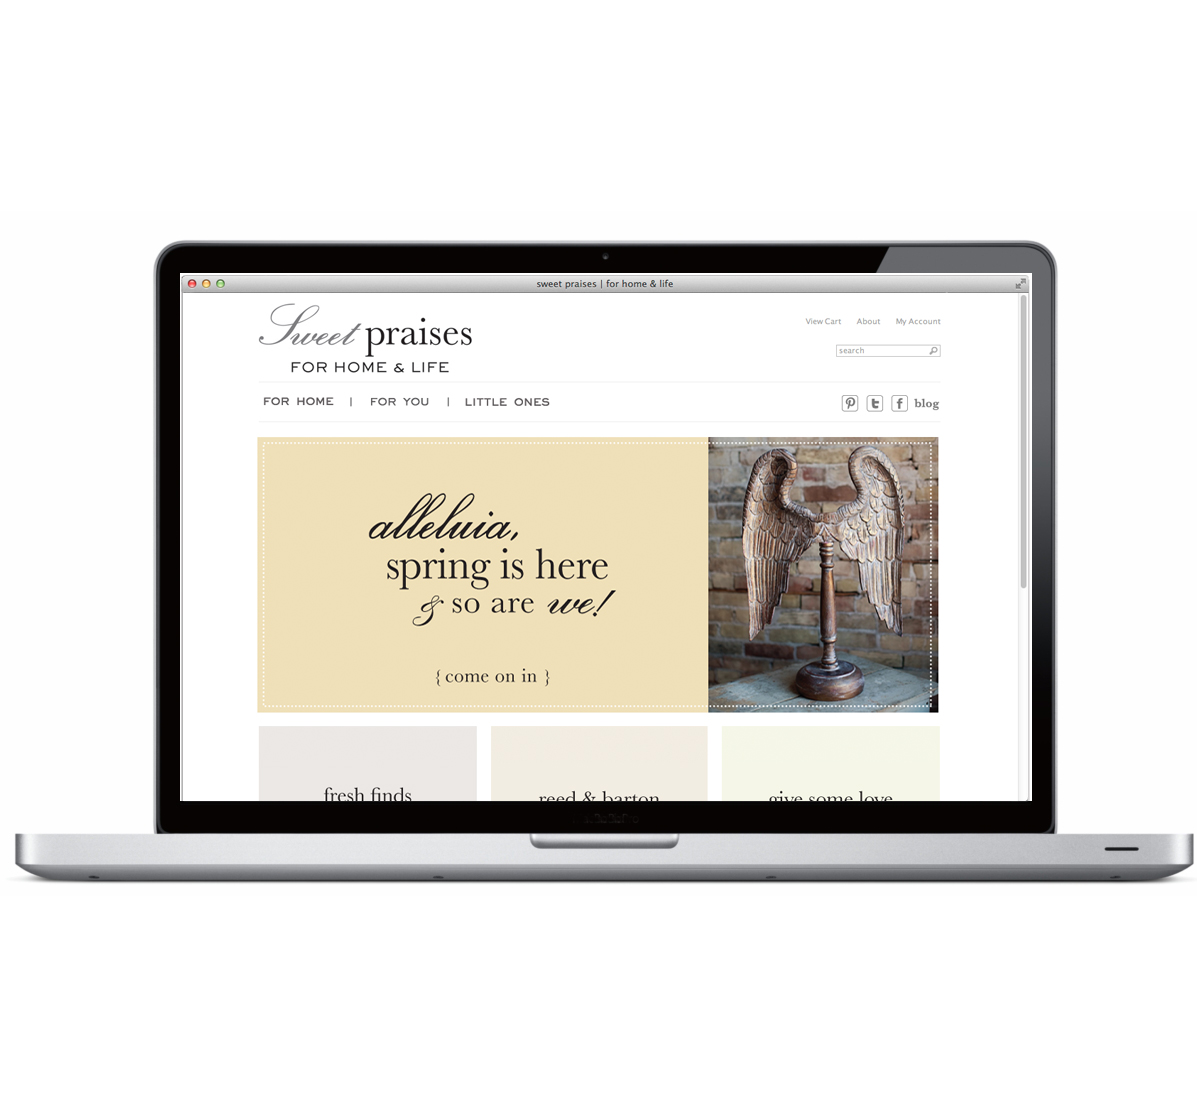 sweet praises | for home & life
Sweet praises
FOR HOME & LIFE
View Cart About My Account
search
FOR HOME | FOR YOU | LITTLE ONES
blog
alleluia,
spring is here
& so are we!
{ come on in }
fresh finds
reed & barton
give some love